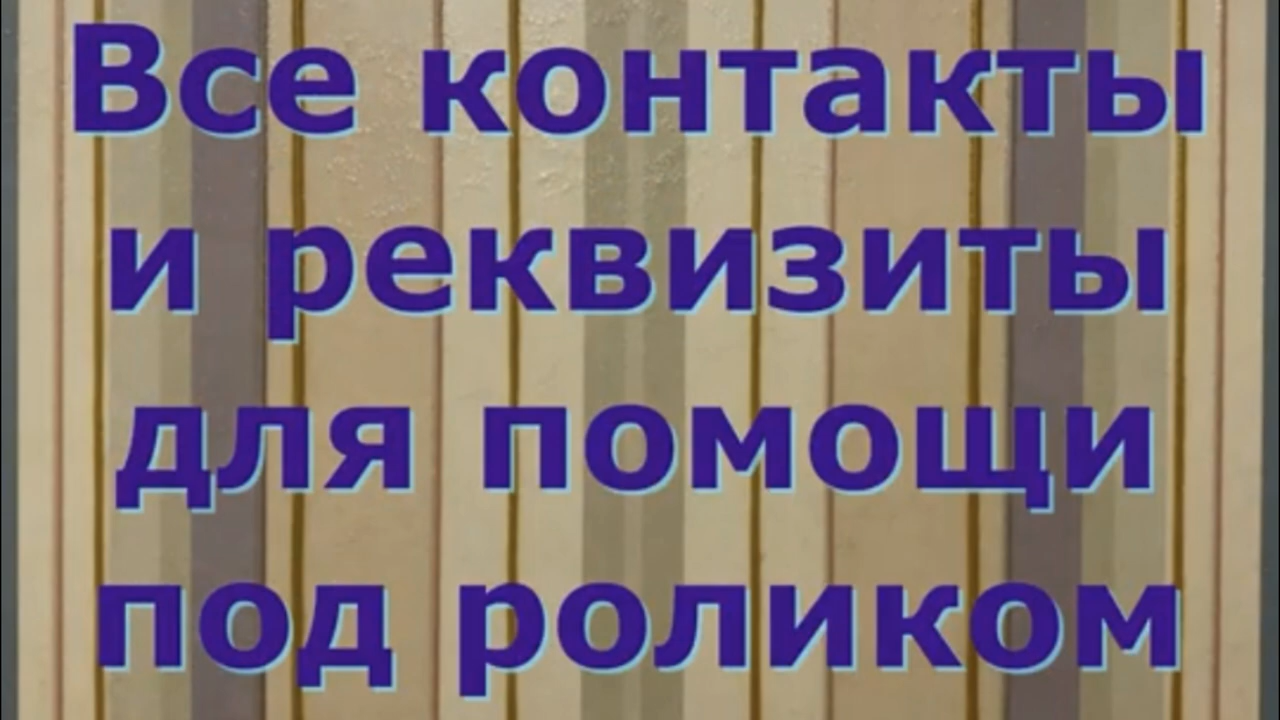 Все контакты
и реквизиты
для помощи
под роликом